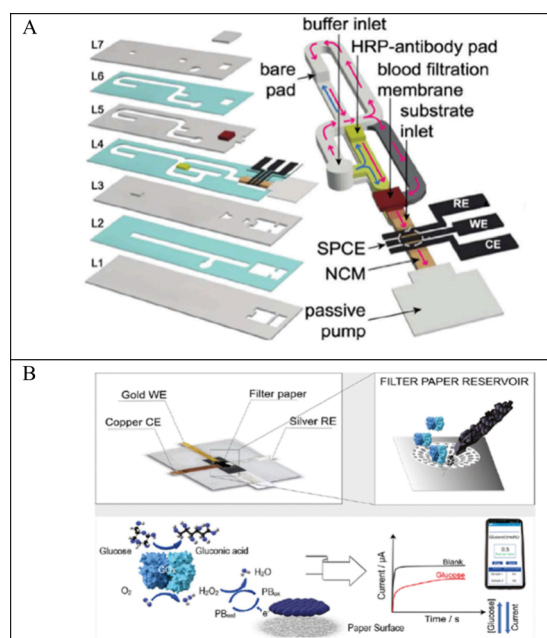 A
L7
L6
L5
L4
L3
L2
L1
buffer inlet
HRP-antibody pad
bare
pad
blood filtration
membrane
substrate
inlet
RE
WE
CE
SPCE
NCM
passive
pump
B
Gold WE
Filter paper
Copper CE
Silver RE
FILTER PAPER RESERVOIR
Glucose
Gluconic acid
O₂
H₂O₂
H₂O
PBox
PBred
e
Paper Surface
Current / µA
Blank
Glucose
Time / s
0.5
[Glucose]
Current